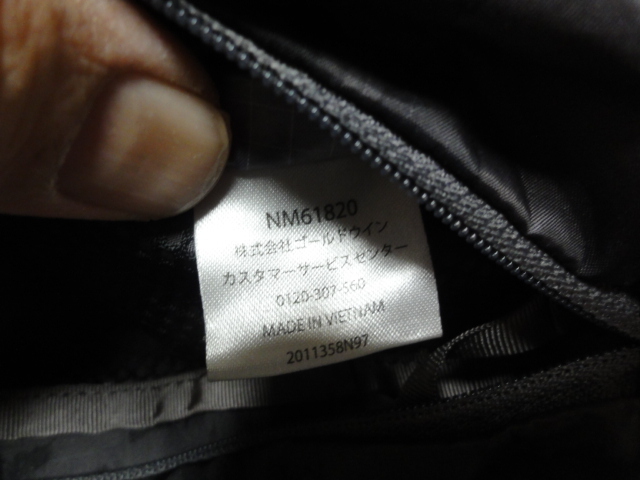 NM61820
株式会社ゴールドウイン
カスタマーサービスセンター
0120-307-560
MADE IN VIETNAM
2011358N97